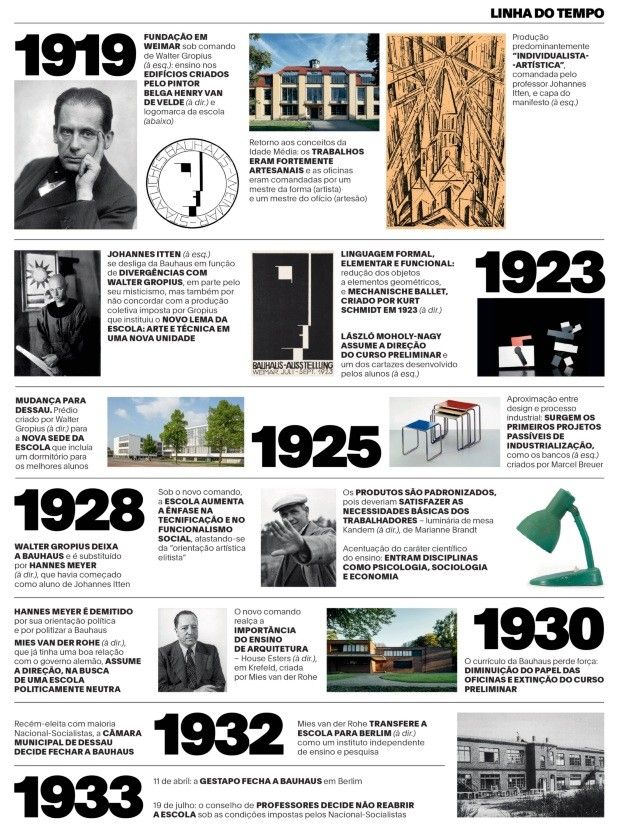 LINHA DO TEMPO
1919
FUNDAÇÃO EM
WEIMAR sob comando
de Walter Gropius
(à esq.): ensino nos
EDIFÍCIOS CRIADOS
PELO PINTOR
BELGA HENRY VAN
DE VELDE (à dir.) e
logomarca da escola
(abaixo)
STAATLICHES BAUHAUS WEIMAR
Retorno aos conceitos da
Idade Média: os TRABALHOS
ERAM FORTEMENTE
ARTESANAIS e as oficinas
eram comandadas por um
mestre da forma (artista)
e um mestre do ofício (artesão)
Produção
predominantemente
“INDIVIDUALISTA-
-ARTÍSTICA”,
comandada pelo
professor Johannes
Itten, e capa do
manifesto (à esq.)
JOHANNES ITTEN (à esq.)
se desliga da Bauhaus em função
de DIVERGÊNCIAS COM
WALTER GROPIUS, em parte pelo
seu misticismo, mas também por
não concordar com a produção
coletiva imposta por Gropius
que instituiu o NOVO LEMA DA
ESCOLA: ARTE E TÉCNICA EM
UMA NOVA UNIDADE
BAUHAUS-AUSSTELLUNG
WEIMAR JULI-SEPT. 1923
LINGUAGEM FORMAL,
ELEMENTAR E FUNCIONAL:
redução dos objetos
a elementos geométricos,
e MECHANISCHE BALLET,
CRIADO POR KURT
SCHMIDT EM 1923 (à dir.)
LÁSZLÓ MOHOLY-NAGY
ASSUME A DIREÇÃO
DO CURSO PRELIMINAR e
um dos cartazes desenvolvido
pelos alunos (à esq.)
1923
MUDANÇA PARA
DESSAU. Prédio
criado por Walter
Gropius (à dir.) para
a NOVA SEDE DA
ESCOLA que incluía
um dormitório para
os melhores alunos
1925
Aproximação entre
design e processo
industrial: SURGEM OS
PRIMEIROS PROJETOS
PASSÍVEIS DE
INDUSTRIALIZAÇÃO,
como os bancos (à esq.)
criados por Marcel Breuer
1928
WALTER GROPIUS DEIXA
A BAUHAUS e é substituído
por HANNES MEYER
(à dir.), que havia começado
como aluno de Johannes Itten
Sob o novo comando,
a ESCOLA AUMENTA
A ÊNFASE NA
TECNIFICAÇÃO E NO
FUNCIONALISMO
SOCIAL, afastando-se
da “orientação artística
elitista”
Os PRODUTOS SÃO PADRONIZADOS,
pois deveriam SATISFAZER AS
NECESSIDADES BÁSICAS DOS
TRABALHADORES – luminária de mesa
Kandem (à dir.), de Marianne Brandt
Acentuação do caráter científico
do ensino: ENTRAM DISCIPLINAS
COMO PSICOLOGIA, SOCIOLOGIA
E ECONOMIA
HANNES MEYER É DEMITIDO
por sua orientação política
e por politizar a Bauhaus
MIES VAN DER ROHE (à dir.),
que já tinha uma boa relação
com o governo alemão, ASSUME
A DIREÇÃO, NA BUSCA
DE UMA ESCOLA
POLITICAMENTE NEUTRA
O novo comando
realça a
IMPORTÂNCIA
DO ENSINO
DE ARQUITETURA
– House Esters (à dir.),
em Krefeld, criada
por Mies van der Rohe
1930
O currículo da Bauhaus perde força:
DIMINUIÇÃO DO PAPEL DAS
OFICINAS E EXTINÇÃO DO CURSO
PRELIMINAR
Recém-eleita com maioria
Nacional-Socialistas, a CÂMARA
MUNICIPAL DE DESSAU
DECIDE FECHAR A BAUHAUS
1932
Mies van der Rohe TRANSFERE A
ESCOLA PARA BERLIM (à dir.)
como um instituto independente
de ensino e pesquisa
1933
11 de abril: a GESTAPO FECHA A BAUHAUS em Berlim
19 de julho: o conselho de PROFESSORES DECIDE NÃO REABRIR
A ESCOLA sob as condições impostas pelos Nacional-Socialistas